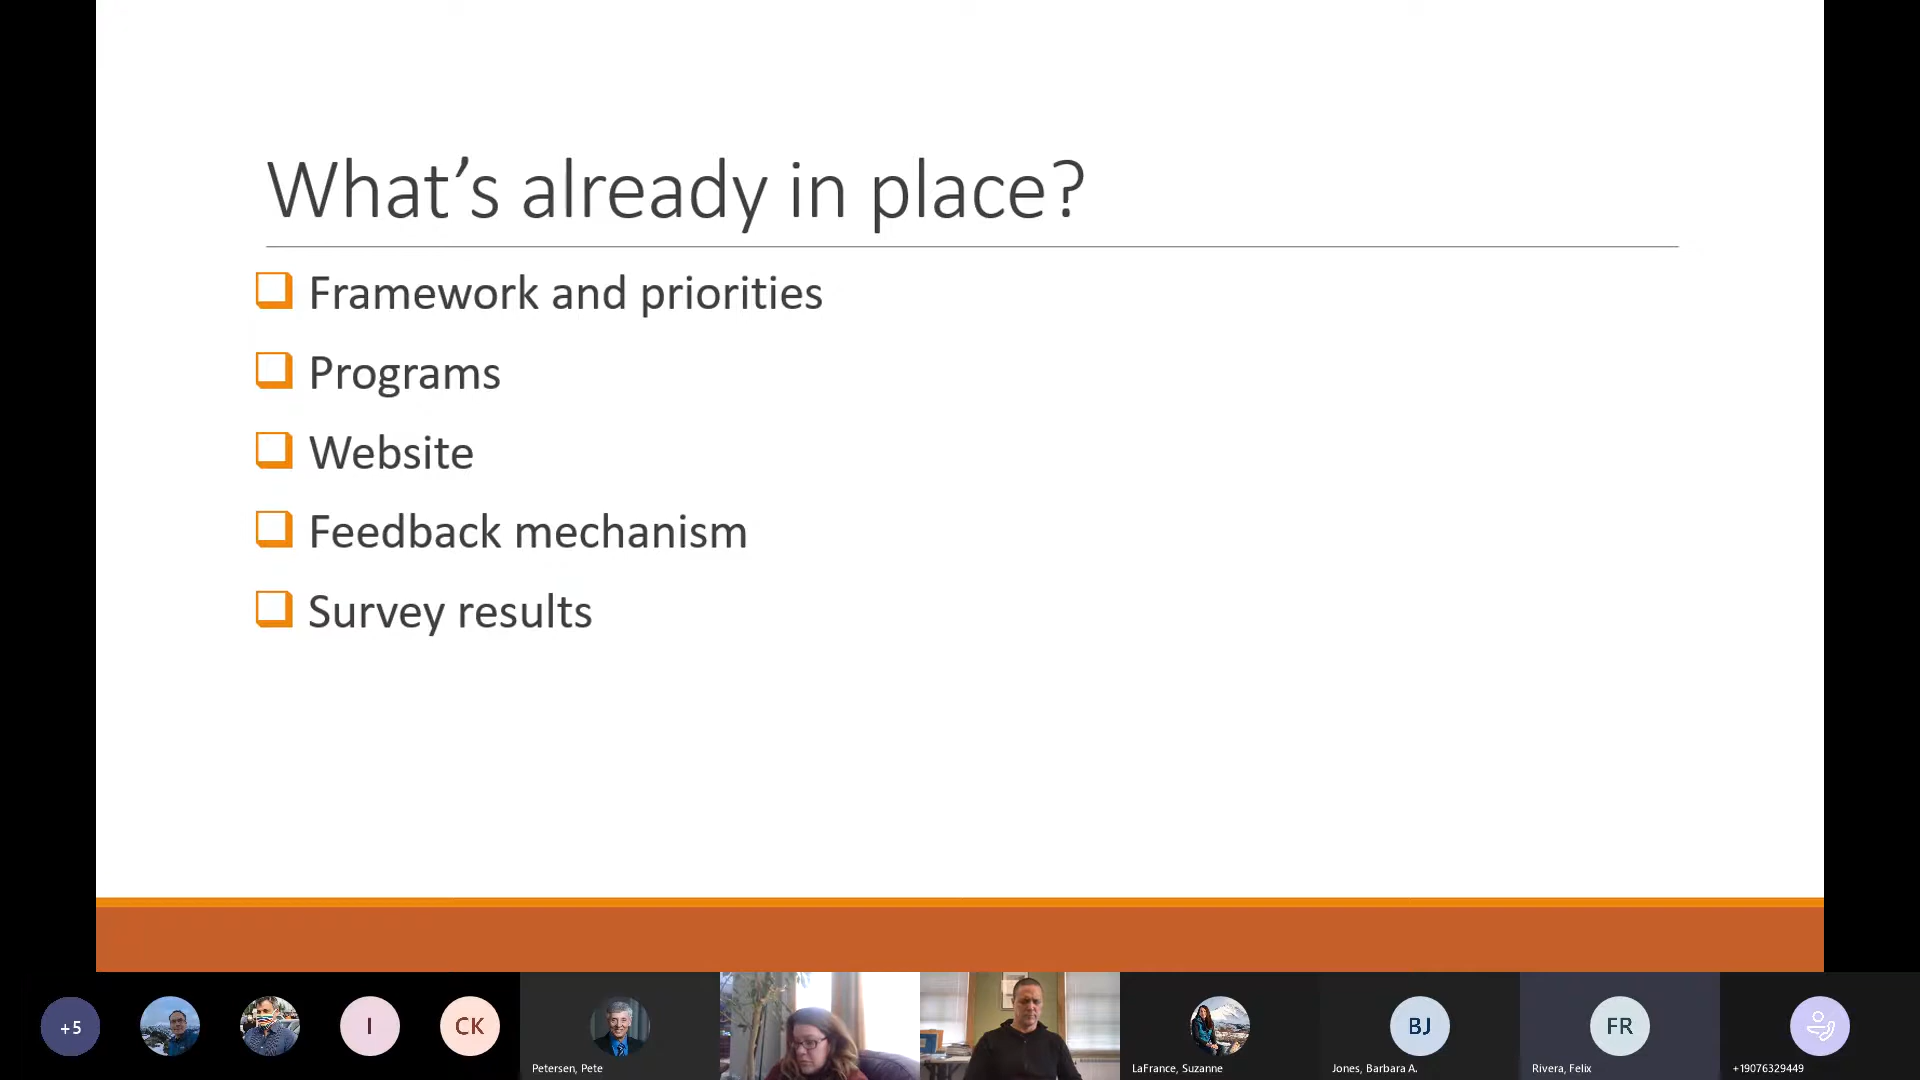 What’s already in place?
Framework and priorities
Programs
Website
Feedback mechanism
Survey results
+5
I
CK
Petersen, Pete
LaFrance, Suzanne
BJ
Jones, Barbara A.
FR
Rivera, Felix
+19076329449